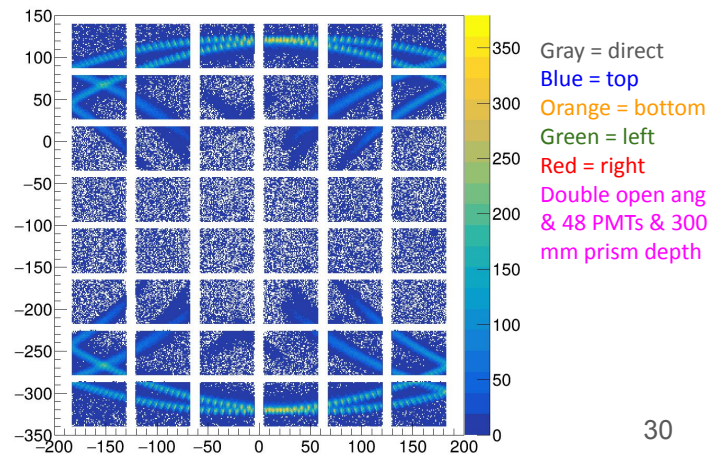 150
100
50
0
−50
−100
−150
−200
−250
−300
−350
−200 −150 −100 −50 0 50 100 150 200
350
300
250
200
150
100
50
0
Gray = direct
Blue = top
Orange = bottom
Green = left
Red = right
Double open ang
& 48 PMTs & 300
mm prism depth
30